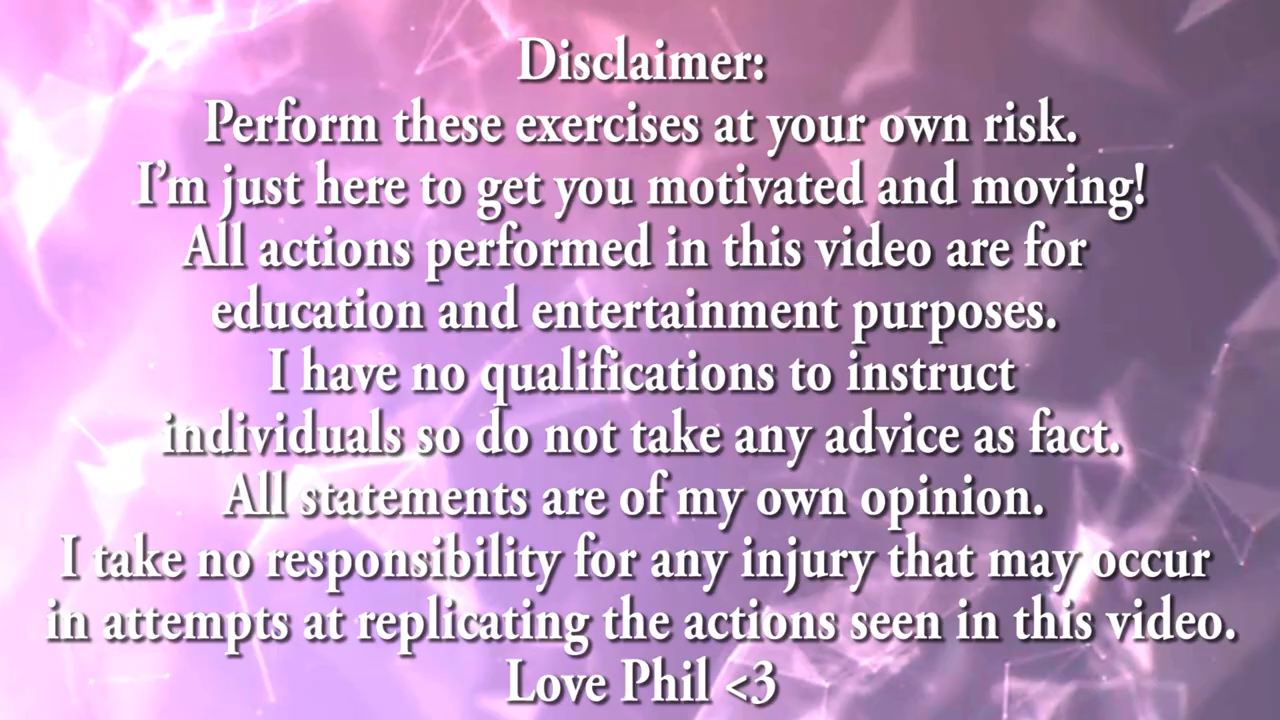 Disclaimer:
Perform these exercises at your own risk.
I'm just here to get you motivated and moving!
All actions performed in this video are for
education and entertainment purposes.
I have no qualifications to instruct
individuals so do not take any advice as fact.
All statements are of my own opinion.
I take no responsibility for any injury that may occur
in attempts at replicating the actions seen in this video.
Love Phil <3